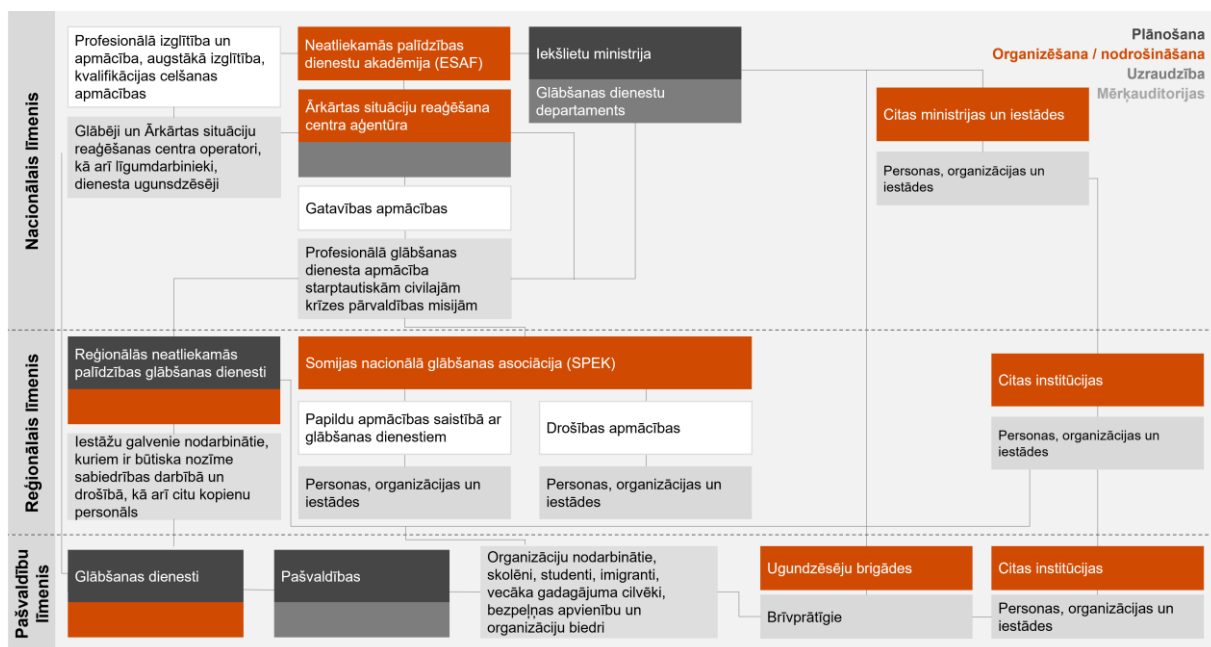 Plānošana
Organizēšana / nodrošināšana
Uzraudzība
Mērķauditorijas
Nacionālais līmenis
Profesionālā izglītība un
apmācība, augstākā izglītība,
kvalifikācijas celšanas
apmācības
Neatliekamās palīdzības
dienestu akadēmija (ESAF)
Iekšlietu ministrija
Glābšanas dienestu
departaments
Ārkārtas situāciju reaģēšana
centra aģentūra
Citas ministrijas un iestādes
Glābēji un Ārkārtas situāciju
reaģēšanas centra operatori,
kā arī līgumdarbinieki,
dienesta ugunsdzēsēji
Personas, organizācijas un
iestādes
Gatavības apmācības
Profesionālā glābšanas
dienesta apmācība
starptautiskām civilajām
krīzes pārvaldības misijām
Reģionālais līmenis
Reģionālās neatliekamās
palīdzības glābšanas dienesti
Somijas nacionālā glābšanas asociācija (SPEK)
Citas institūcijas
Papildu apmācības saistībā ar
glābšanas dienestiem
Drošības apmācības
Personas, organizācijas un
iestādes
Iestāžu galvenie nodarbinātie,
kuriem ir būtiska nozīme
sabiedrības darbībā un
drošībā, kā arī citu kopienu
personāls
Personas, organizācijas un
iestādes
Personas, organizācijas un
iestādes
Pašvaldību
līmenis
Glābšanas dienesti
Pašvaldības
Organizāciju nodarbinātie,
skolēni, studenti, imigranti,
vecāka gadagājuma cilvēki,
bezpeļņas apvienību un
organizāciju biedri
Ugundzēsēju brigādes
Brīvprātīgie
Citas institūcijas
Personas, organizācijas un
iestādes